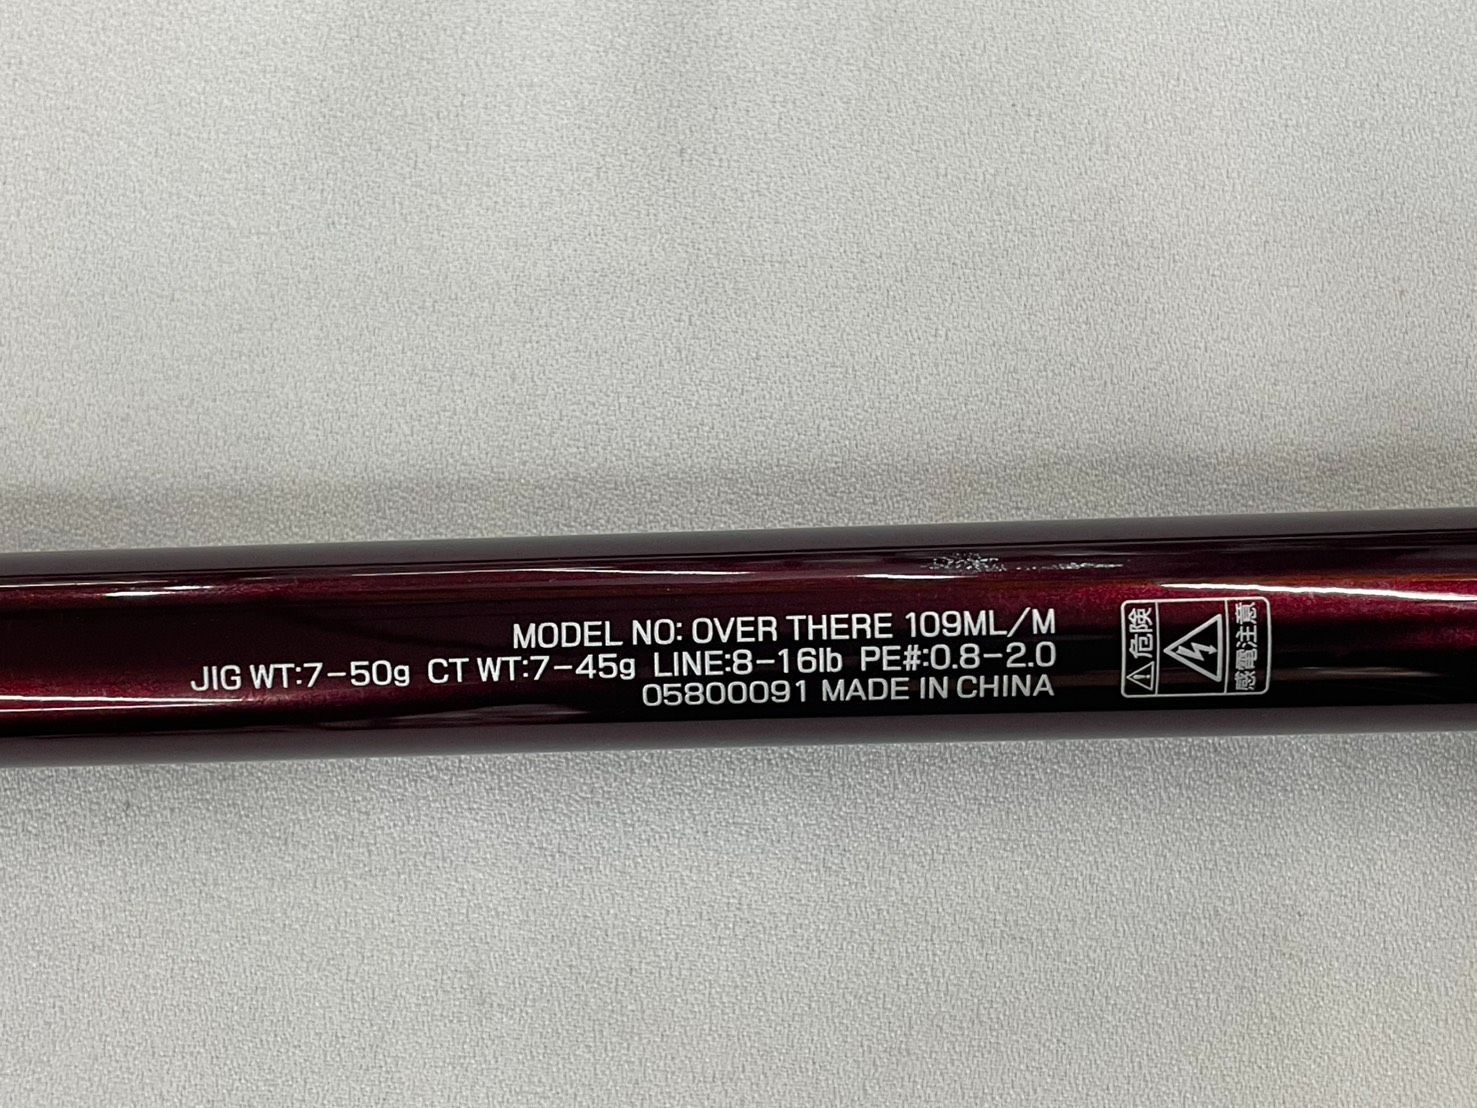 MODEL NO: OVER THERE 109ML/M
JIG WT:7-50g CT WT:7-45g LINE:8-16lb PE#:0.8-2.0
05800091 MADE IN CHINA
危険
感電注意